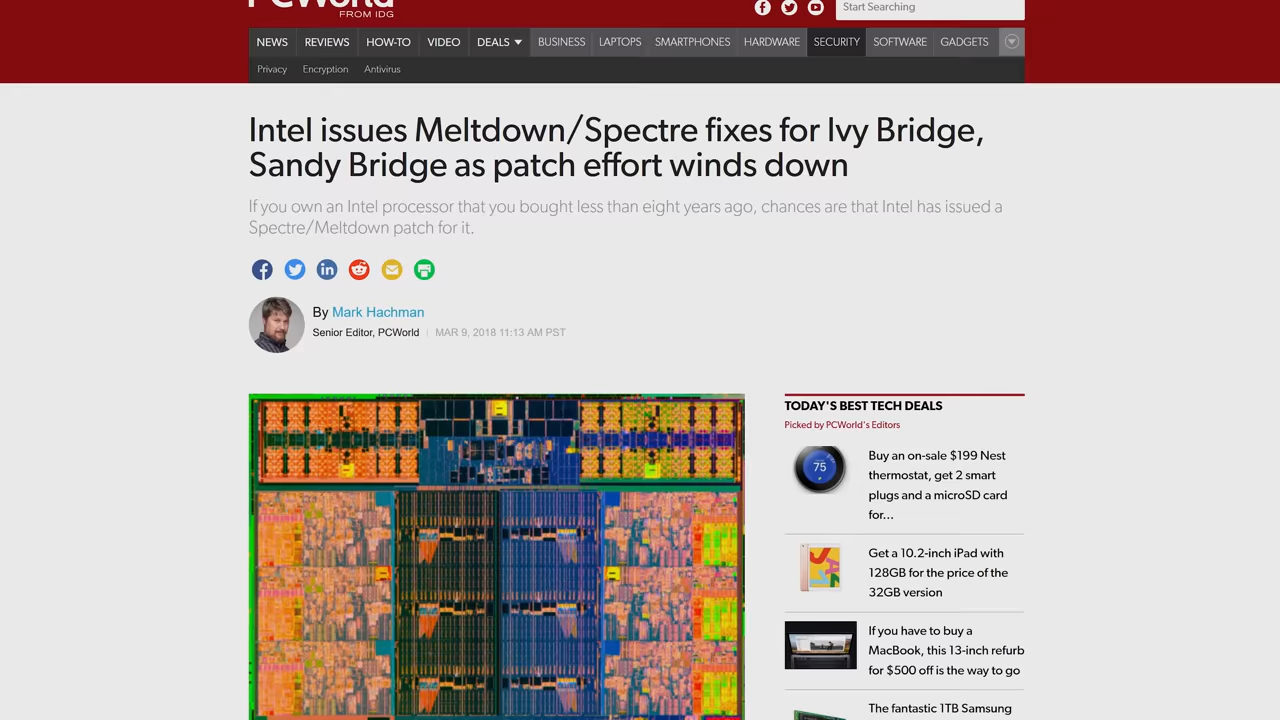 PCWorld
FROM IDG
Start Searching
NEWS REVIEWS HOW-TO VIDEO DEALS BUSINESS LAPTOPS SMARTPHONES HARDWARE SECURITY SOFTWARE GADGETS
Privacy Encryption Antivirus
Intel issues Meltdown/Spectre fixes for Ivy Bridge,
Sandy Bridge as patch effort winds down
If you own an Intel processor that you bought less than eight years ago, chances are that Intel has issued a
Spectre/Meltdown patch for it.
By Mark Hachman
Senior Editor, PCWorld | MAR 9, 2018 11:13 AM PST
TODAY'S BEST TECH DEALS
Picked by PCWorld's Editors
75
Buy an on-sale $199 Nest
thermostat, get 2 smart
plugs and a microSD card
for...
Get a 10.2-inch iPad with
128GB for the price of the
32GB version
If you have to buy a
MacBook, this 13-inch refurb
for $500 off is the way to go
The fantastic 1TB Samsung